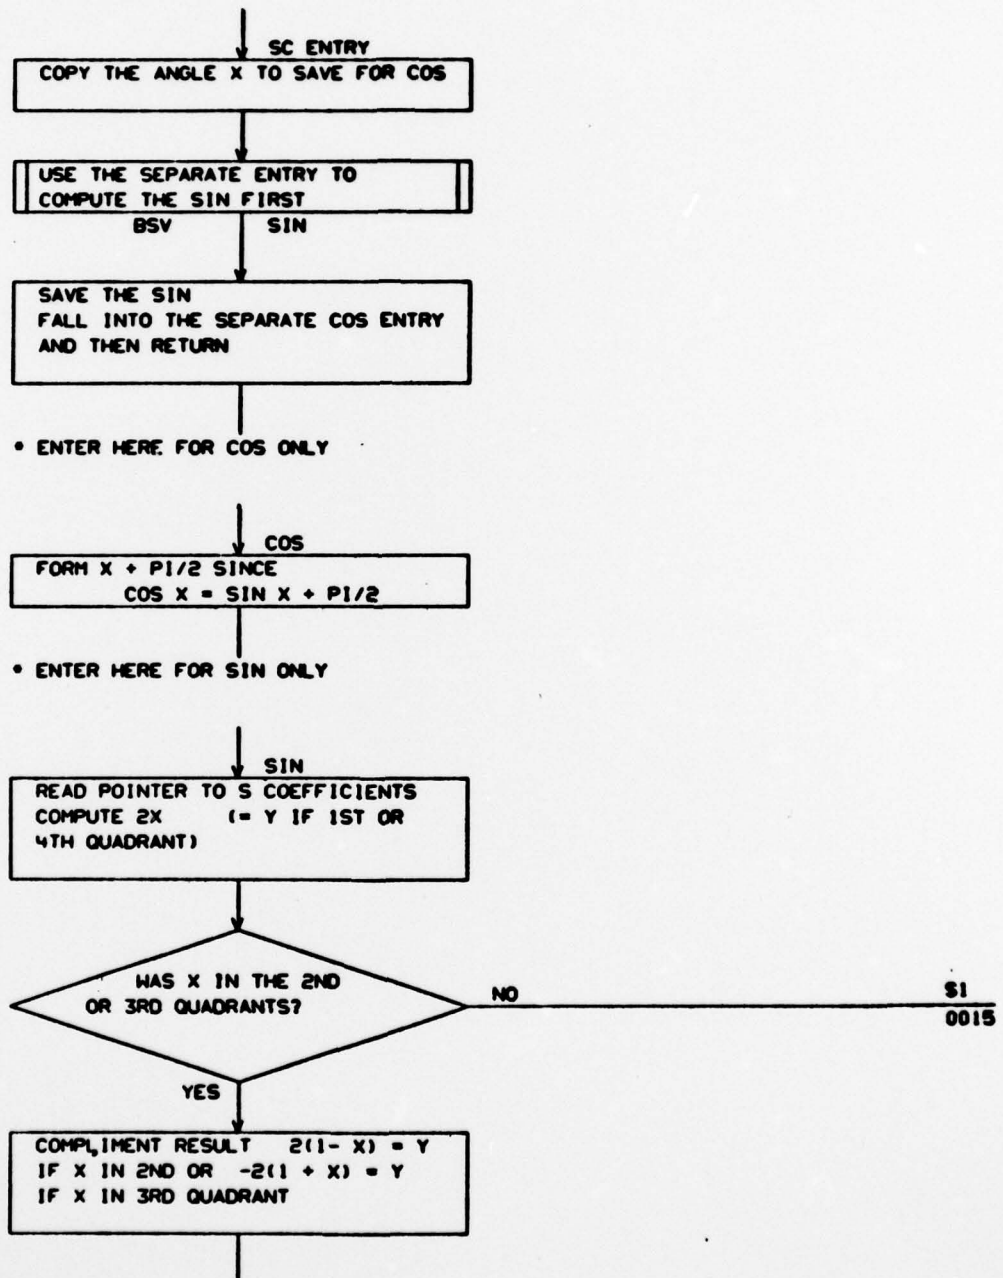 SC ENTRY
COPY THE ANGLE X TO SAVE FOR COS
USE THE SEPARATE ENTRY TO
COMPUTE THE SIN FIRST
BSV SIN
SAVE THE SIN
FALL INTO THE SEPARATE COS ENTRY
AND THEN RETURN
* ENTER HERE FOR COS ONLY
COS
FORM X + PI/2 SINCE
COS X = SIN X + PI/2
* ENTER HERE FOR SIN ONLY
SIN
READ POINTER TO S COEFFICIENTS
COMPUTE 2X (= Y IF 1ST OR
4TH QUADRANT)
WAS X IN THE 2ND
OR 3RD QUADRANTS?
NO
S1
0015
YES
COMPLIMENT RESULT 2(1- X) = Y
IF X IN 2ND OR -2(1 + X) = Y
IF X IN 3RD QUADRANT